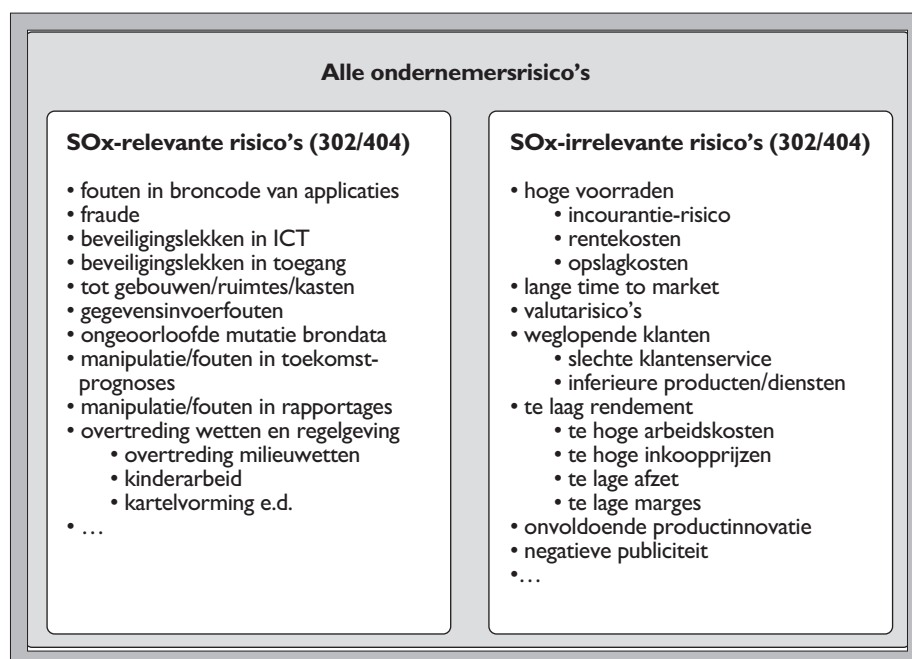 Alle ondernemersrisico's
SOx-relevante risico's (302/404)
• fouten in broncode van applicaties
• fraude
• beveiligingslekken in ICT
• beveiligingslekken in toegang
• tot gebouwen/ruimtes/kasten
• gegevensinvoerfouten
• ongeoorloofde mutatie brondata
• manipulatie/fouten in toekomst-
prognoses
• manipulatie/fouten in rapportages
• overtreding wetten en regelgeving
• overtreding milieuwetten
• kinderarbeid
• kartelvorming e.d.
• …
SOx-irrelevante risico's (302/404)
• hoge voorraden
• incourantie-risico
• rentekosten
• opslagkosten
• lange time to market
• valutarisico's
• weglopende klanten
• slechte klantenservice
• inferieure producten/diensten
• te laag rendement
• te hoge arbeidskosten
• te hoge inkoopprijzen
• te lage afzet
• te lage marges
• onvoldoende productinnovatie
• negatieve publiciteit
•…